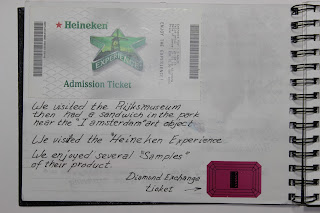 ★ Heineken
EXPERIENCE
Admission Ticket
We visited the Rijksmuseum
then had a sandwich in the park
near the "I amsterdam" art object
We visited the "Heineken Experience
We enjoyed several "Samples"
of their product.
Diamond Exchange
ticket